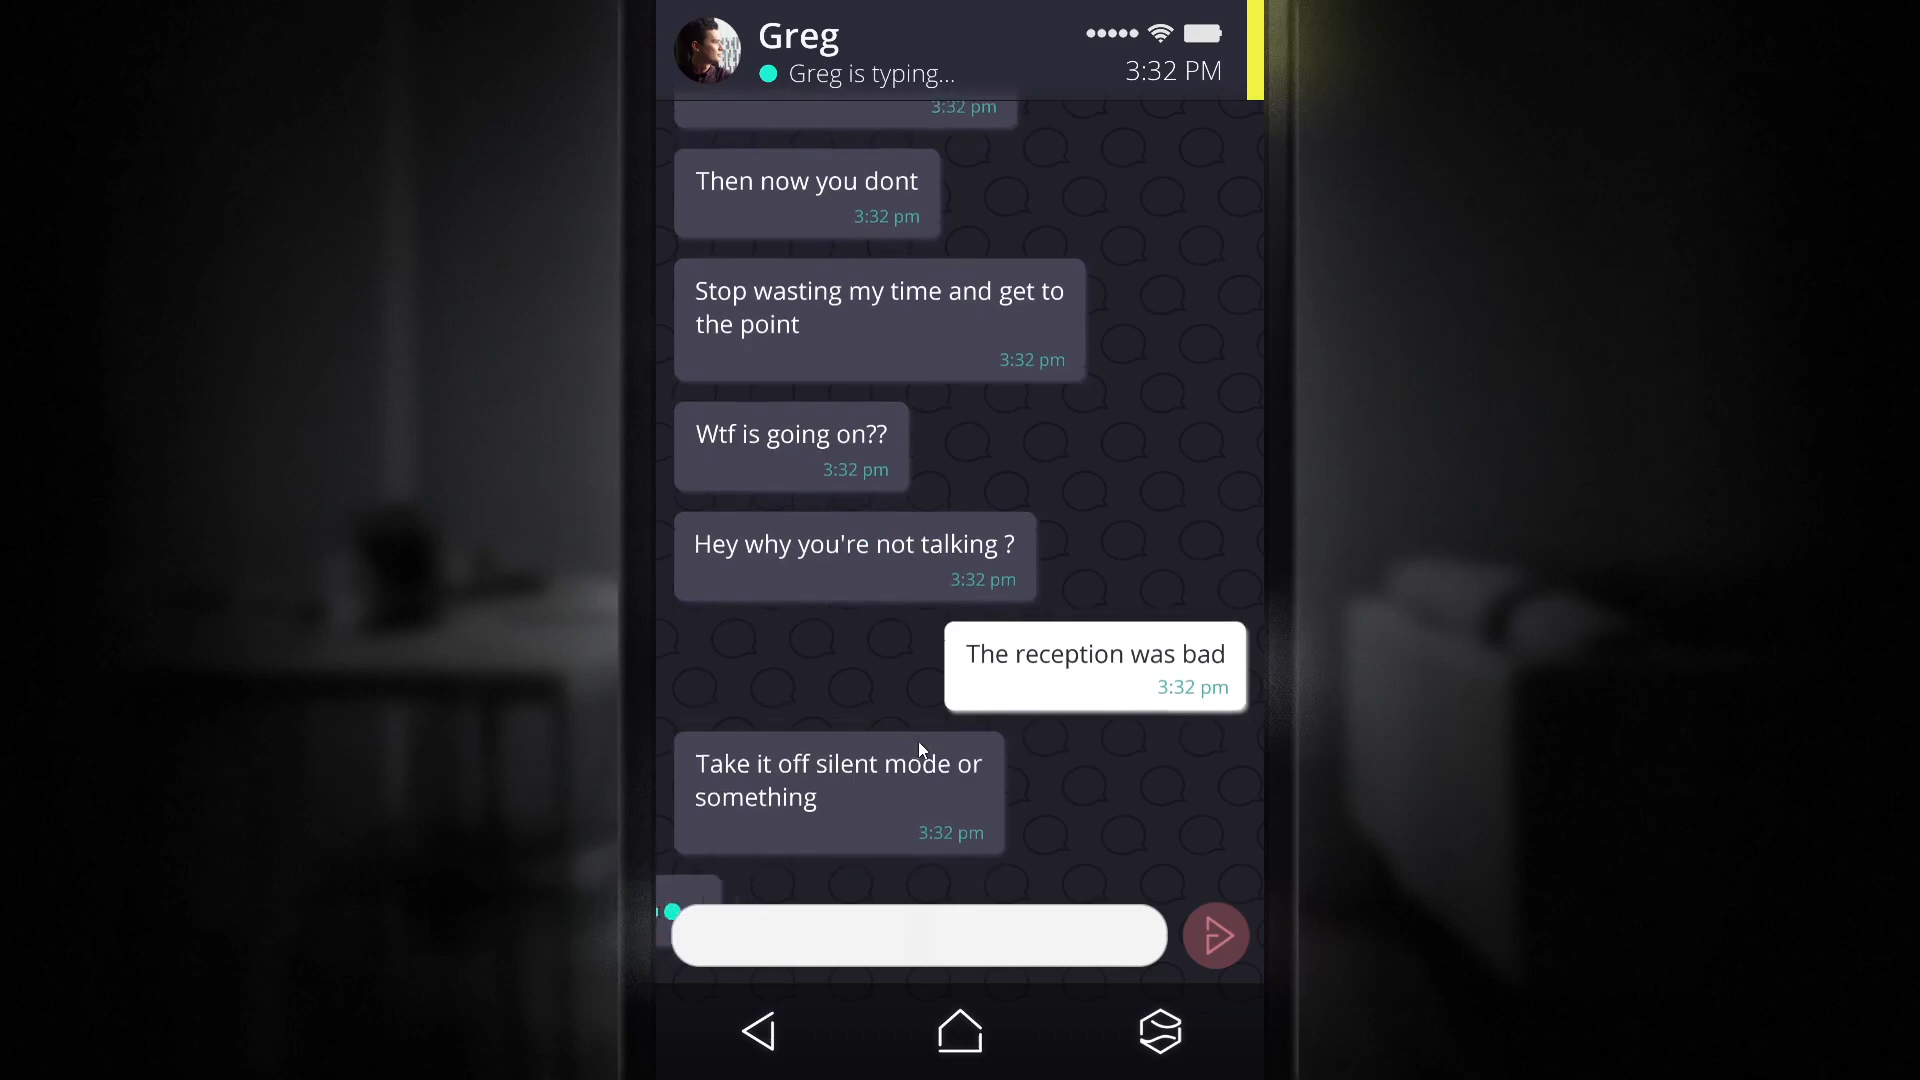 Greg
Greg is typing...
3:32 PM
3:32 pm
Then now you dont
3:32 pm
Stop wasting my time and get to
the point
3:32 pm
Wtf is going on??
3:32 pm
Hey why you're not talking ?
3:32 pm
The reception was bad
3:32 pm
Take it off silent mode or
something
3:32 pm